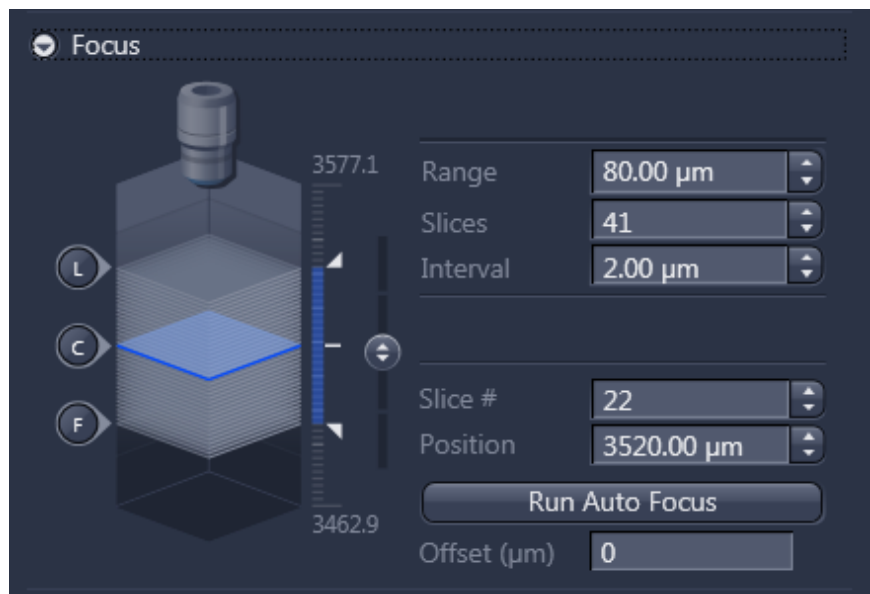 Focus
3577.1
Range 80.00 µm
Slices 41
L
Interval 2.00 µm
C
Slice # 22
F
Position 3520.00 µm
Run Auto Focus
3462.9
Offset (µm) 0